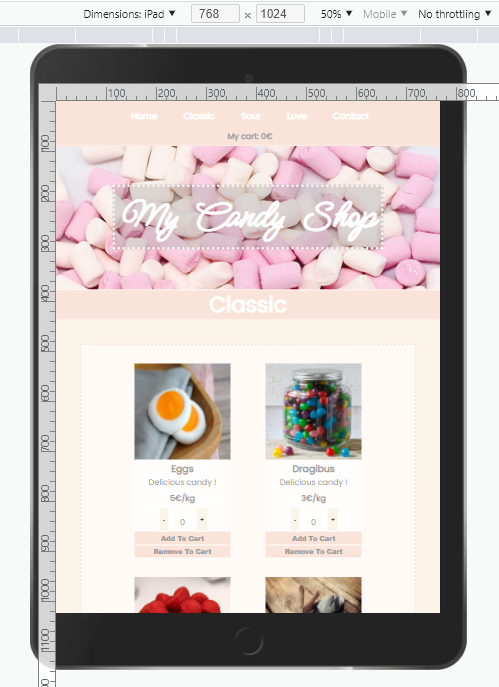 Dimensions: iPad ▼ 768 × 1024 50% ▼ Mobile ▼ No throttling ▼
100 200 300 400 500 600 700 800
100
200
300
400
500
600
700
800
900
1000
1100
Home Classic Sour Love Contact
My cart: 0€
My Candy Shop
Classic
Eggs Dragibus
Delicious candy ! Delicious candy !
5€/kg 3€/kg
- 0 + - 0 +
Add To Cart Add To Cart
Remove To Cart Remove To Cart